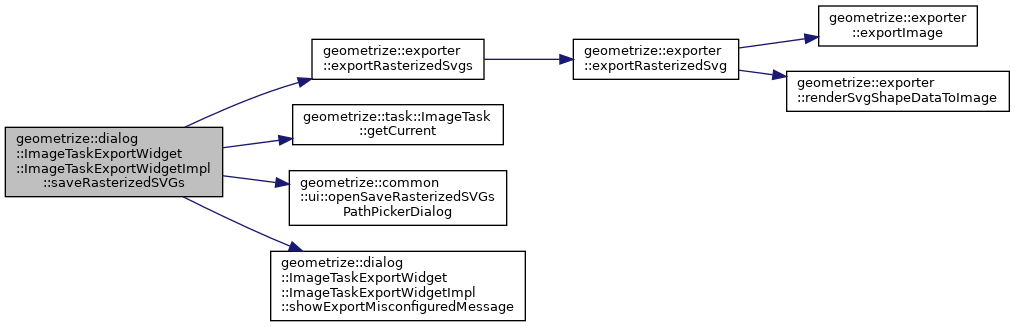 geometrize::dialog
::ImageTaskExportWidget
::ImageTaskExportWidgetImpl
::saveRasterizedSVGs
geometrize::exporter
::exportRasterizedSvgs
geometrize::exporter
::exportRasterizedSvg
geometrize::exporter
::exportImage
geometrize::exporter
::renderSvgShapeDataToImage
geometrize::task::ImageTask
::getCurrent
geometrize::common
::ui::openSaveRasterizedSVGs
PathPickerDialog
geometrize::dialog
::ImageTaskExportWidget
::ImageTaskExportWidgetImpl
::showExportMisconfiguredMessage